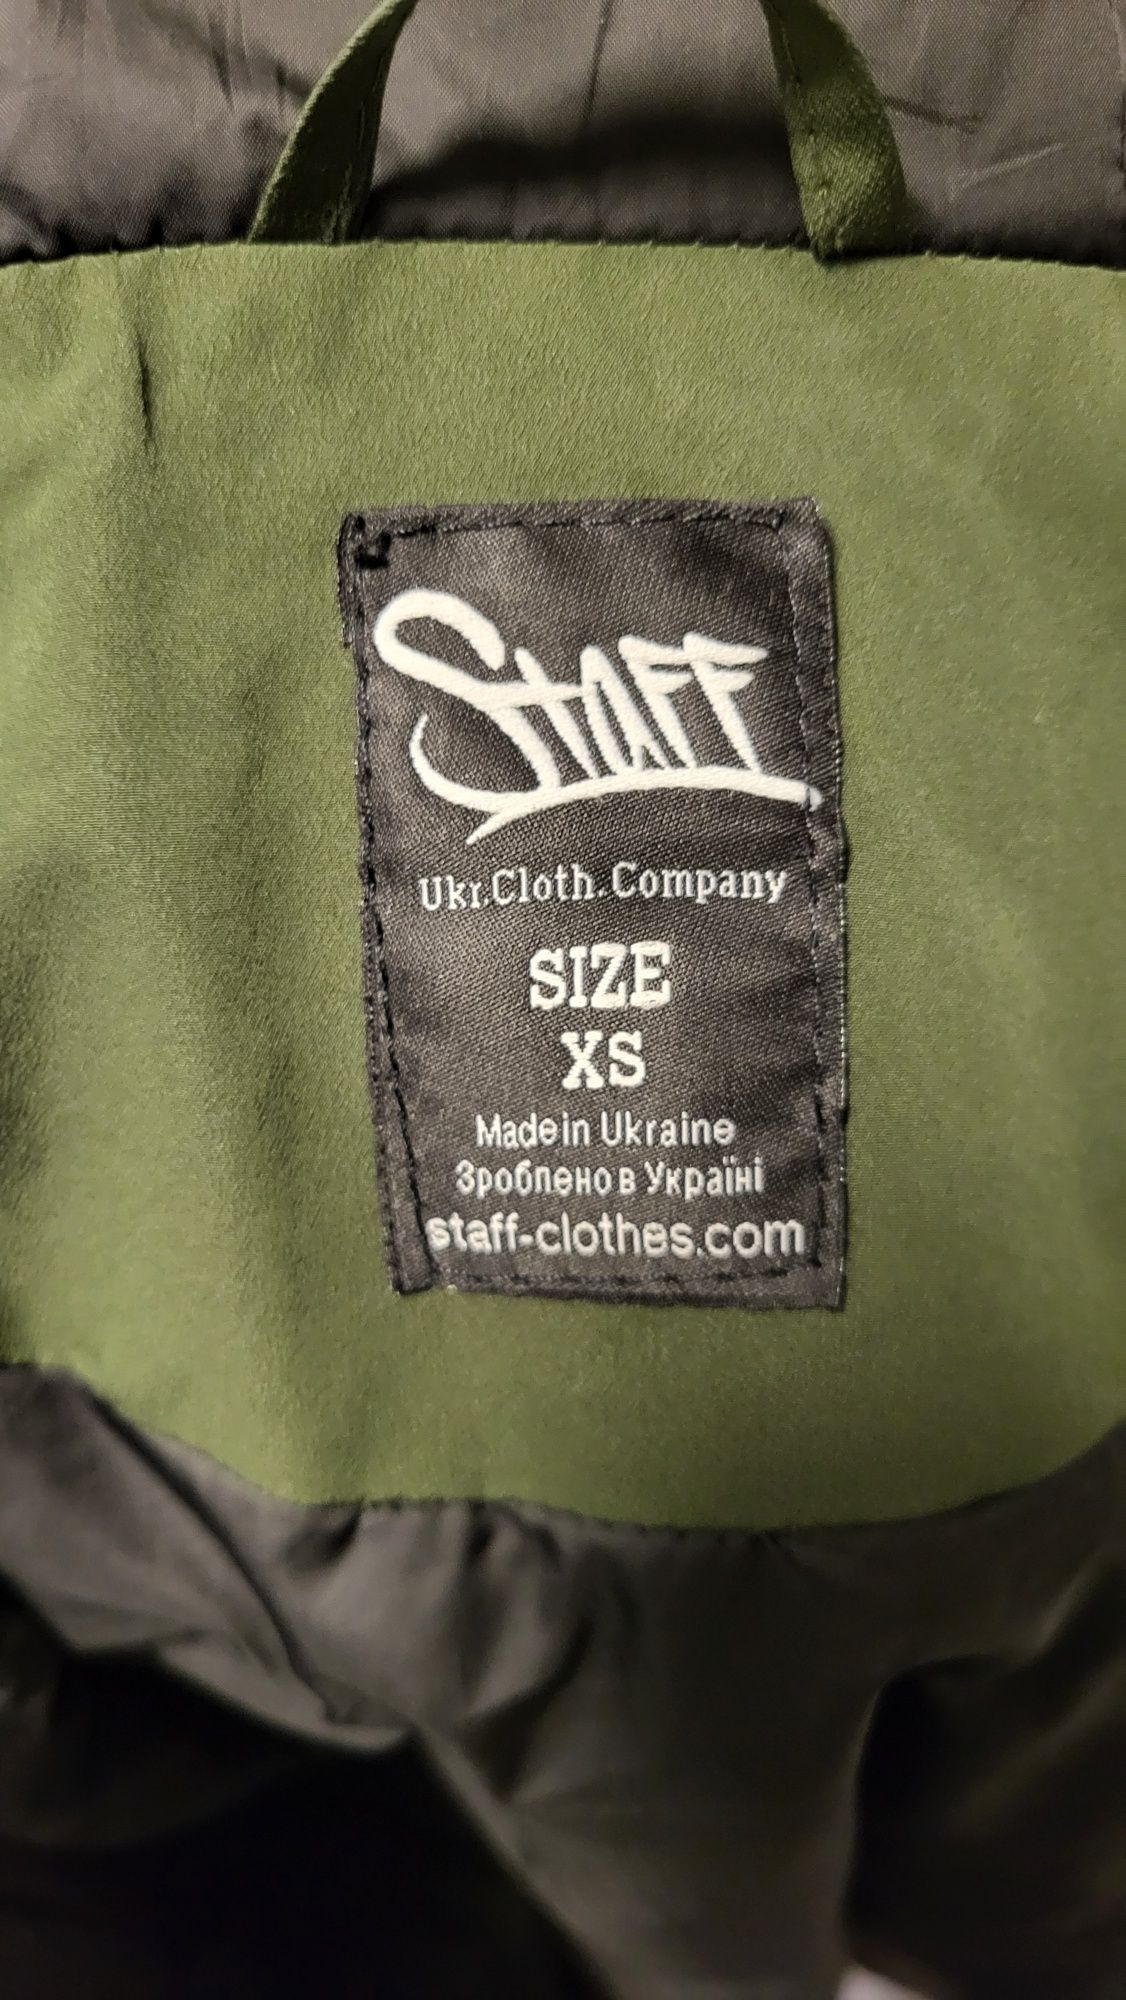 Staff
Ukr.Cloth.Company
SIZE
XS
Made in Ukraine
Зроблено в Україні
staff-clothes.com